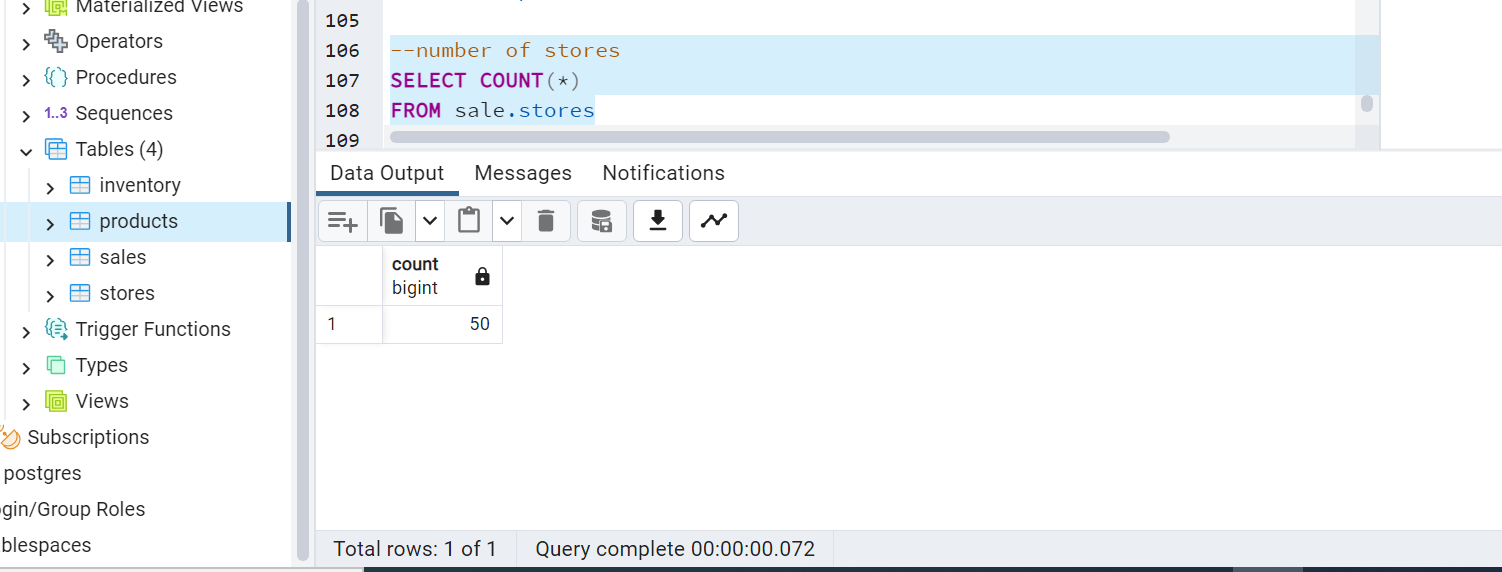 Materialized Views
Operators
Procedures
1..3 Sequences
Tables (4)
inventory
products
sales
stores
Trigger Functions
Types
Views
Subscriptions
postgres
gin/Group Roles
blespaces
105
106 --number of stores
107 SELECT COUNT(*)
108 FROM sale.stores
109
Data Output Messages Notifications
count
bigint
1 50
Total rows: 1 of 1 Query complete 00:00:00.072